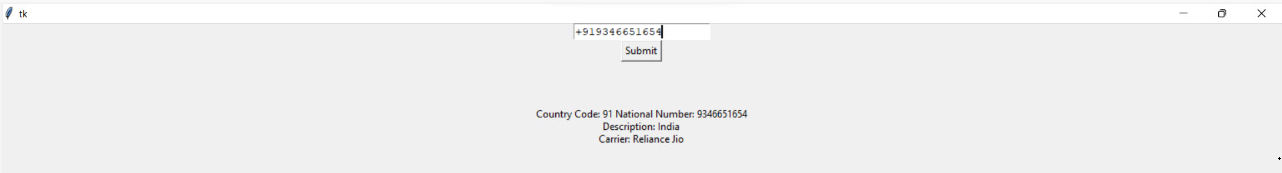 tk
+919346651654
Submit
Country Code: 91 National Number: 9346651654
Description: India
Carrier: Reliance Jio